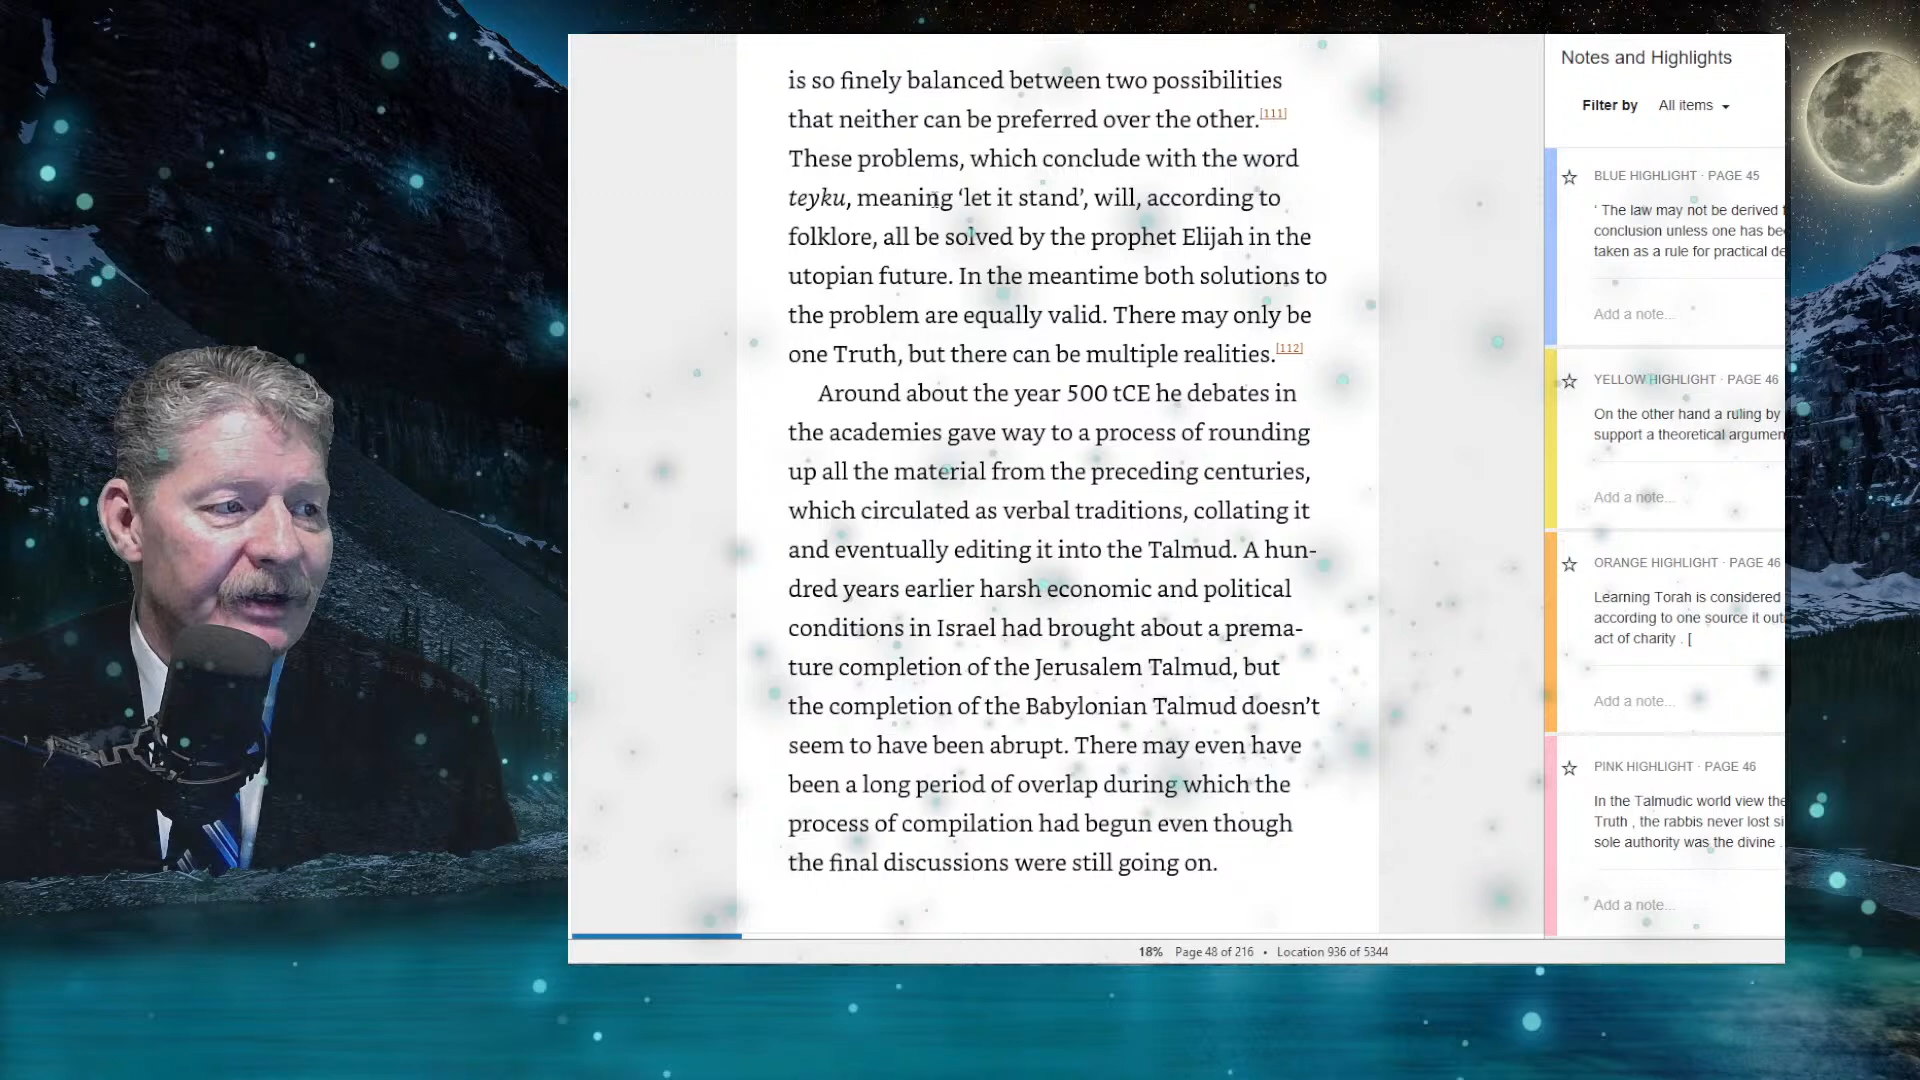 is so finely balanced between two possibilities
that neither can be preferred over the other.[111]
These problems, which conclude with the word
teyku, meaning ‘let it stand’, will, according to
folklore, all be solved by the prophet Elijah in the
utopian future. In the meantime both solutions to
the problem are equally valid. There may only be
one Truth, but there can be multiple realities.[112]
Around about the year 500 tCE he debates in
the academies gave way to a process of rounding
up all the material from the preceding centuries,
which circulated as verbal traditions, collating it
and eventually editing it into the Talmud. A hun-
dred years earlier harsh economic and political
conditions in Israel had brought about a prema-
ture completion of the Jerusalem Talmud, but
the completion of the Babylonian Talmud doesn’t
seem to have been abrupt. There may even have
been a long period of overlap during which the
process of compilation had begun even though
the final discussions were still going on.
18% Page 48 of 216 • Location 936 of 5344
Notes and Highlights
Filter by All items
BLUE HIGHLIGHT · PAGE 45
‘ The law may not be derived
conclusion unless one has
taken as a rule for practical
Add a note...
YELLOW HIGHLIGHT · PAGE 46
On the other hand a ruling by
support a theoretical
Add a note...
ORANGE HIGHLIGHT · PAGE 46
Learning Torah is considered
according to one source it
act of charity . [
Add a note...
PINK HIGHLIGHT · PAGE 46
In the Talmudic world view
Truth , the rabbis never lost
sole authority was the divine .
Add a note...